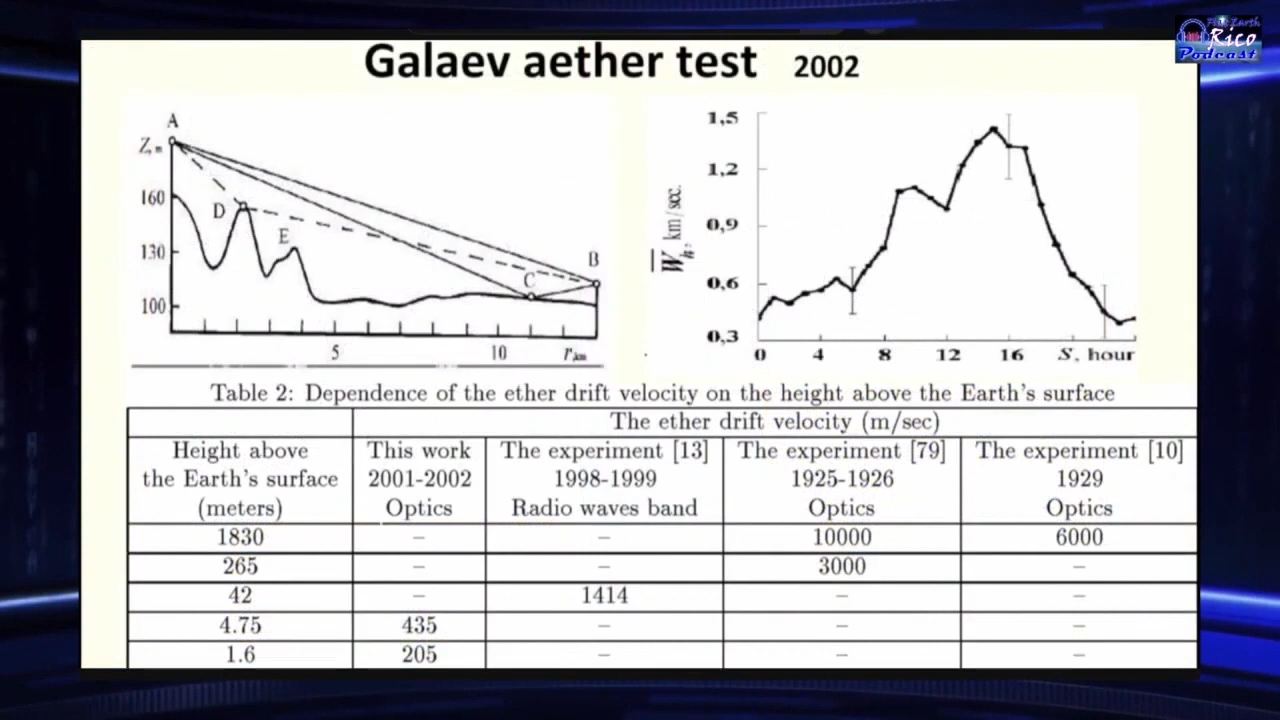 Flat Earth
Rico
Podcast
Galaev aether test 2002
A
Z, m
160
D
E
130
B
C
100
5
10
r, km
1,5
1,2
0,9
0,6
0,3
W h, km/sec.
0
4
8
12
16
S, hour
Table 2: Dependence of the ether drift velocity on the height above the Earth's surface
The ether drift velocity (m/sec)
Height above This work The experiment [13] The experiment [79] The experiment [10]
the Earth's surface 2001-2002 1998-1999 1925-1926 1929
(meters) Optics Radio waves band Optics Optics
1830 – – 10000 6000
265 – – 3000 –
42 – 1414 – –
4.75 435 – – –
1.6 205 – – –